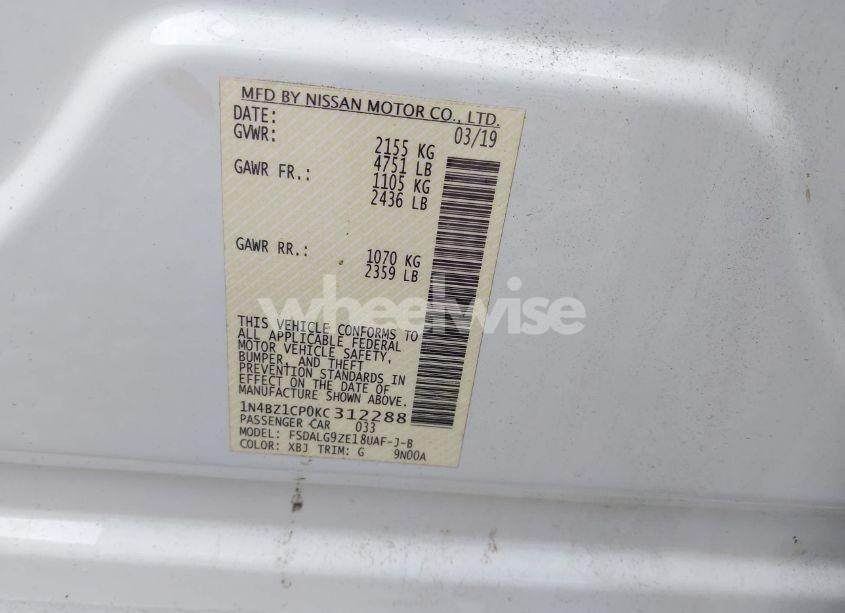 MFD BY NISSAN MOTOR CO., LTD.
DATE: 03/19
GVWR: 2155 KG
4751 LB
GAWR FR.: 1105 KG
2436 LB
GAWR RR.: 1070 KG
2359 LB
wheelwise
THIS VEHICLE CONFORMS TO
ALL APPLICABLE FEDERAL
MOTOR VEHICLE SAFETY,
BUMPER, AND THEFT
PREVENTION STANDARDS IN
EFFECT ON THE DATE OF
MANUFACTURE SHOWN ABOVE.
1N4BZ1CP0KC312288
PASSENGER CAR 033
MODEL: FSDALG9ZE18UAF-J-B
COLOR: XBJ TRIM: G 9N00A